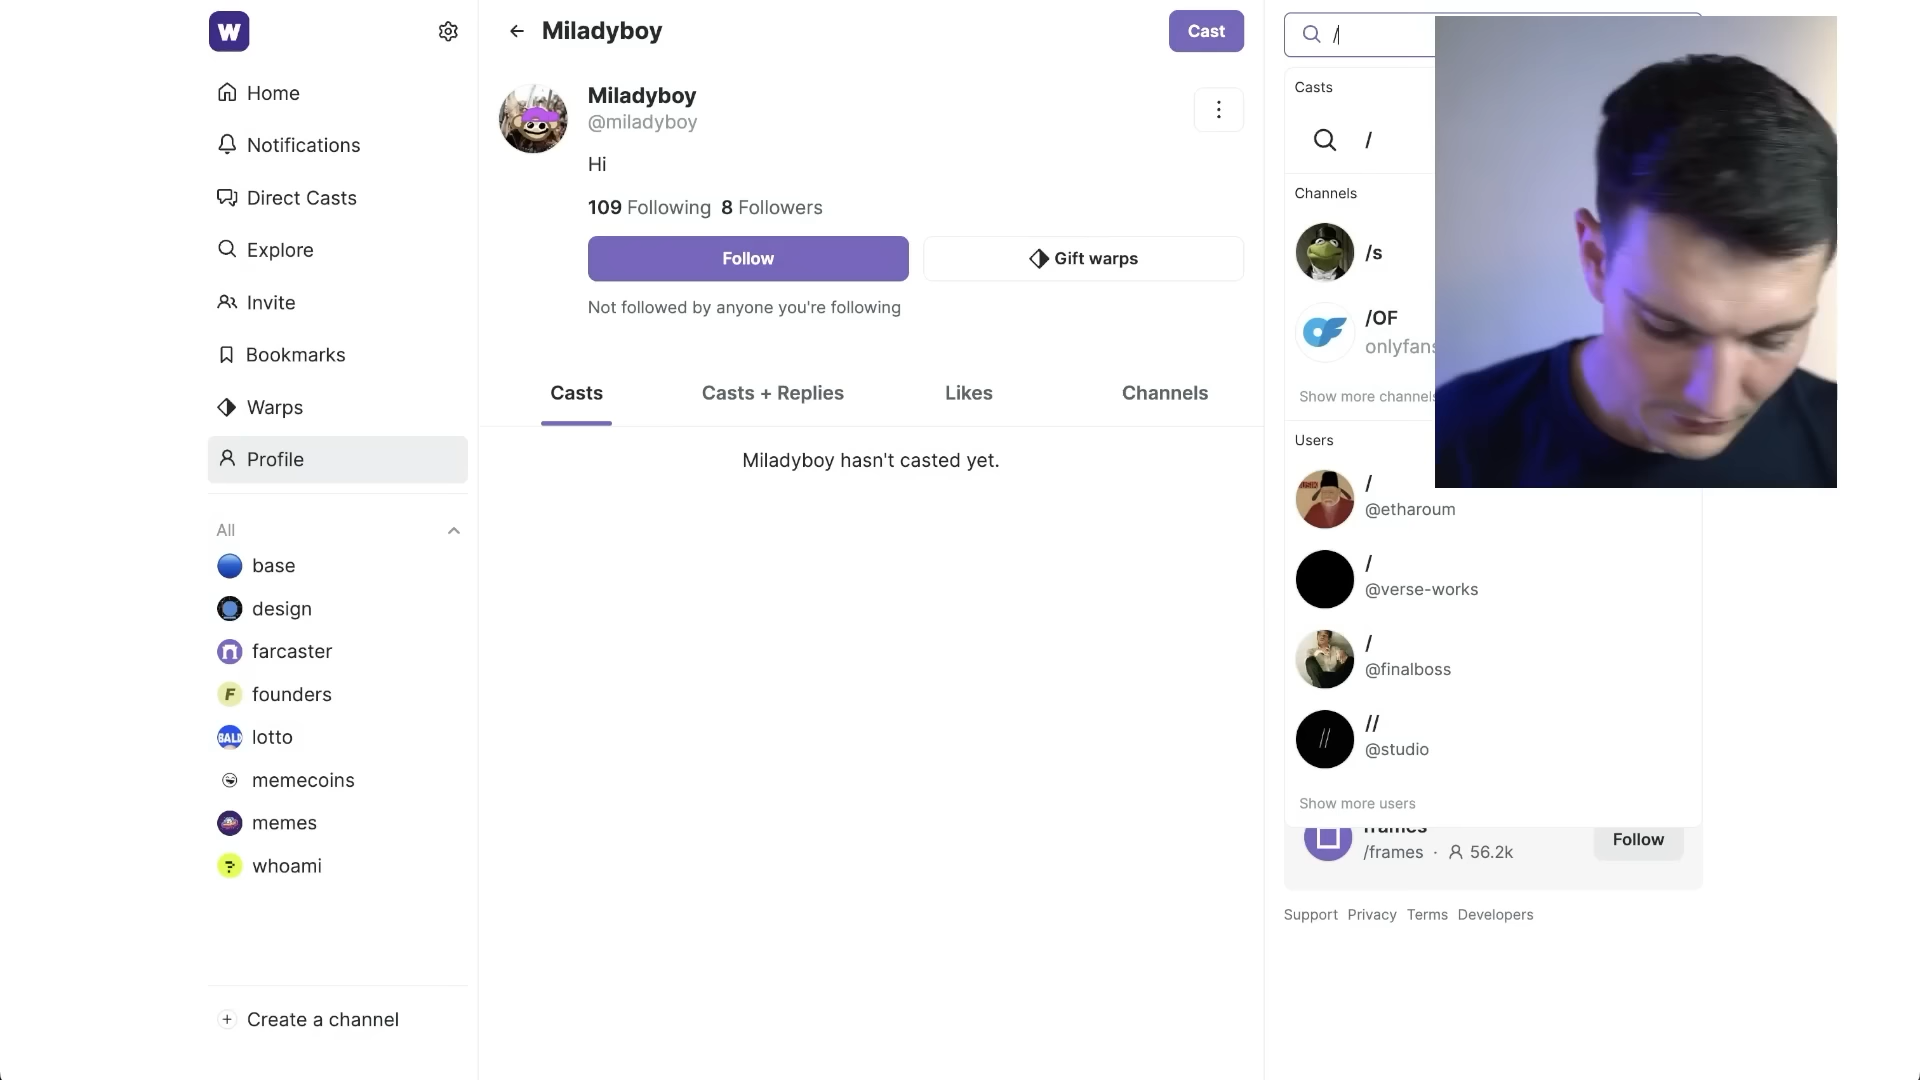 W
Home
Notifications
Direct Casts
Explore
Invite
Bookmarks
Warps
Profile
All
base
design
farcaster
F founders
BALD lotto
memecoins
memes
whoami
+ Create a channel
Miladyboy
Cast
Miladyboy
@miladyboy
Hi
109 Following 8 Followers
Follow
Gift warps
Not followed by anyone you're following
Casts
Casts + Replies
Likes
Channels
Miladyboy hasn't casted yet.
/
Casts
/
Channels
/s
/OF
onlyfans
Show more channels
Users
/
@etharoum
/
@verse-works
/
@finalboss
//
//
@studio
Show more users
frames
/frames · 56.2k
Follow
Support Privacy Terms Developers